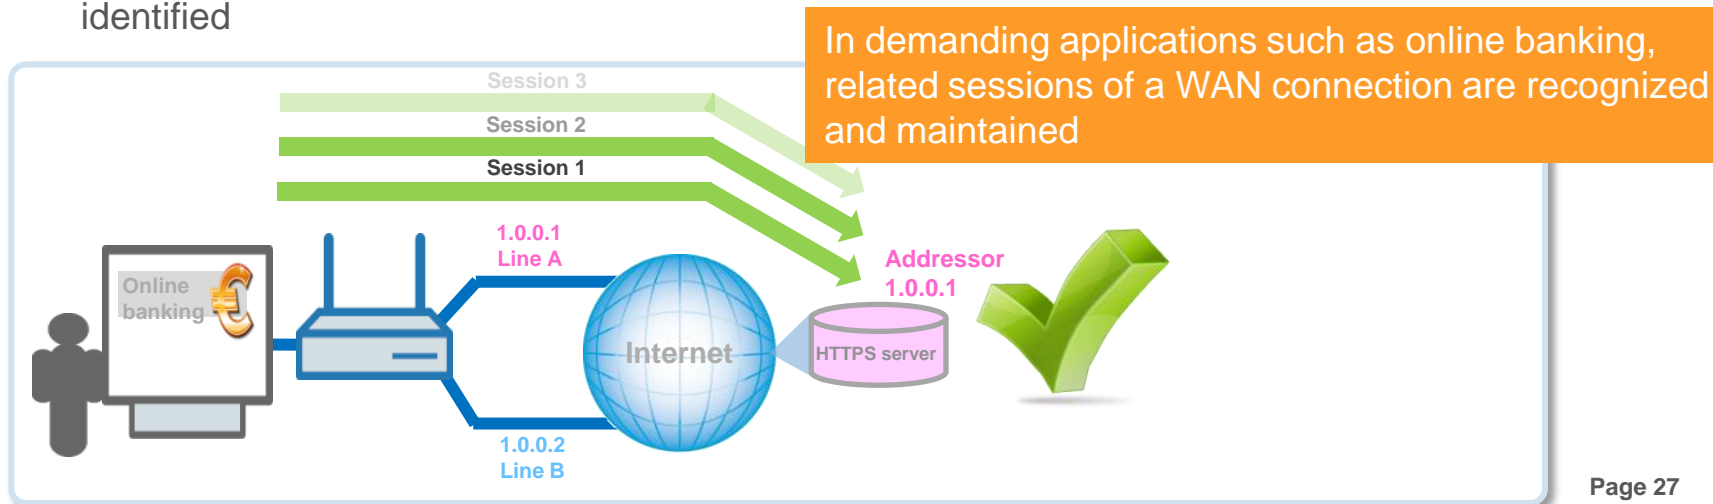 identified
In demanding applications such as online banking,
related sessions of a WAN connection are recognized
and maintained
Session 3
Session 2
Session 1
1.0.0.1
Line A
Addressor
1.0.0.1
Online
banking
Internet
HTTPS server
1.0.0.2
Line B
Page 27